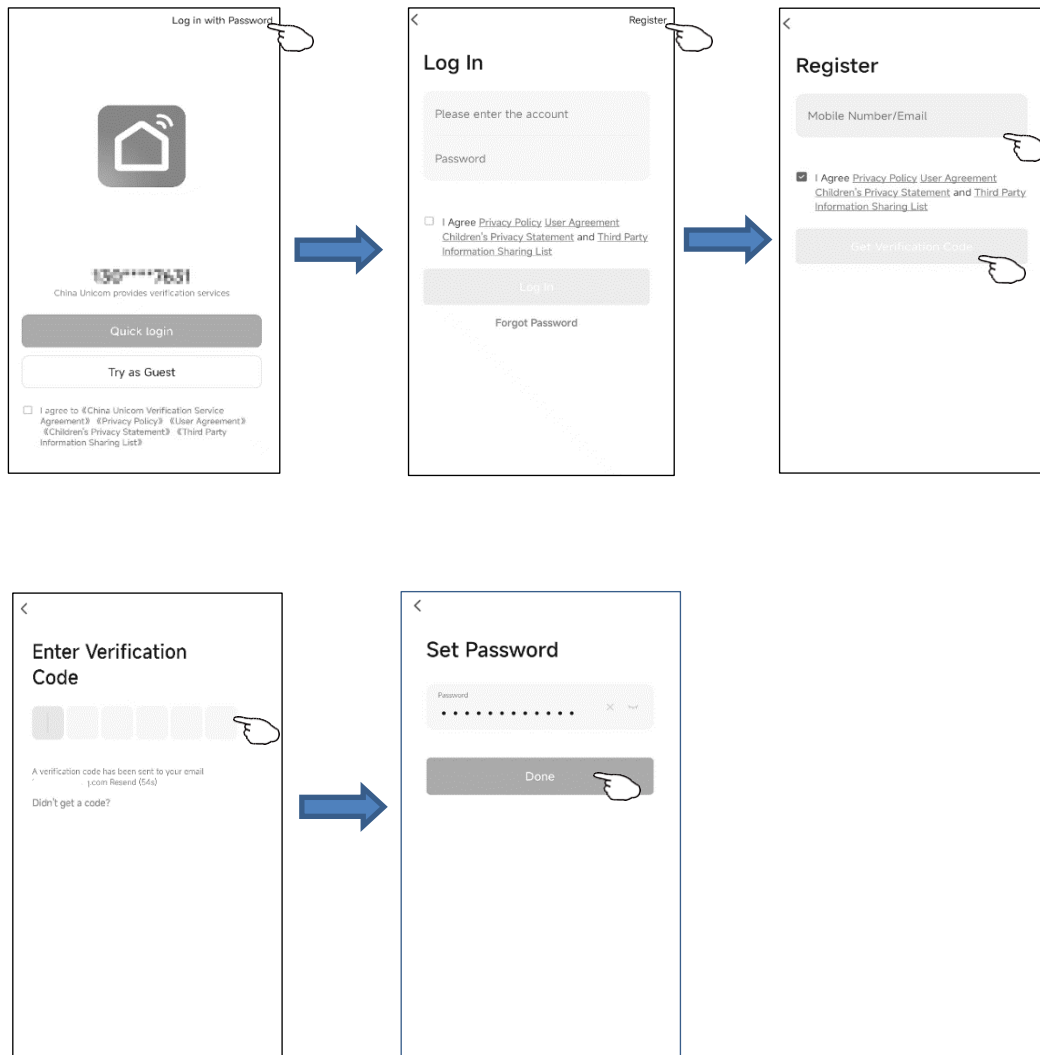 Log in with Password
130****7631
China Unicom provides verification services
Quick login
Try as Guest
I agree to 《China Unicom Verification Service
Agreement》 《Privacy Policy》 《User Agreement》
《Children's Privacy Statement》 《Third Party
Information Sharing List》
Register
Log In
Please enter the account
Password
I Agree Privacy Policy User Agreement
Children's Privacy Statement and Third Party
Information Sharing List
Log In
Forgot Password
Register
Mobile Number/Email
I Agree Privacy Policy User Agreement
Children's Privacy Statement and Third Party
Information Sharing List
Get Verification Code
Enter Verification
Code
A verification code has been sent to your email
.com Resend (54s)
Didn't get a code?
Set Password
Password
Done